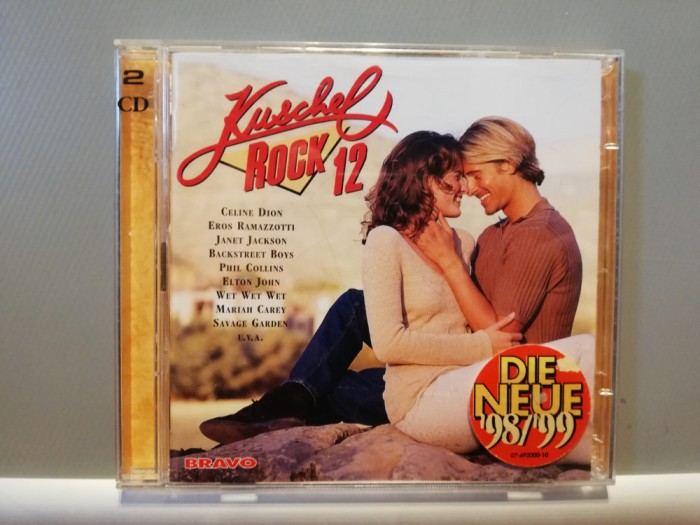 2
CD
Kuschel
ROCK 12
CELINE DION
EROS RAMAZZOTTI
JANET JACKSON
BACKSTREET BOYS
PHIL COLLINS
ELTON JOHN
WET WET WET
MARIAH CAREY
SAVAGE GARDEN
U.V.A.
DIE
NEUE
'98/'99
BRAVO